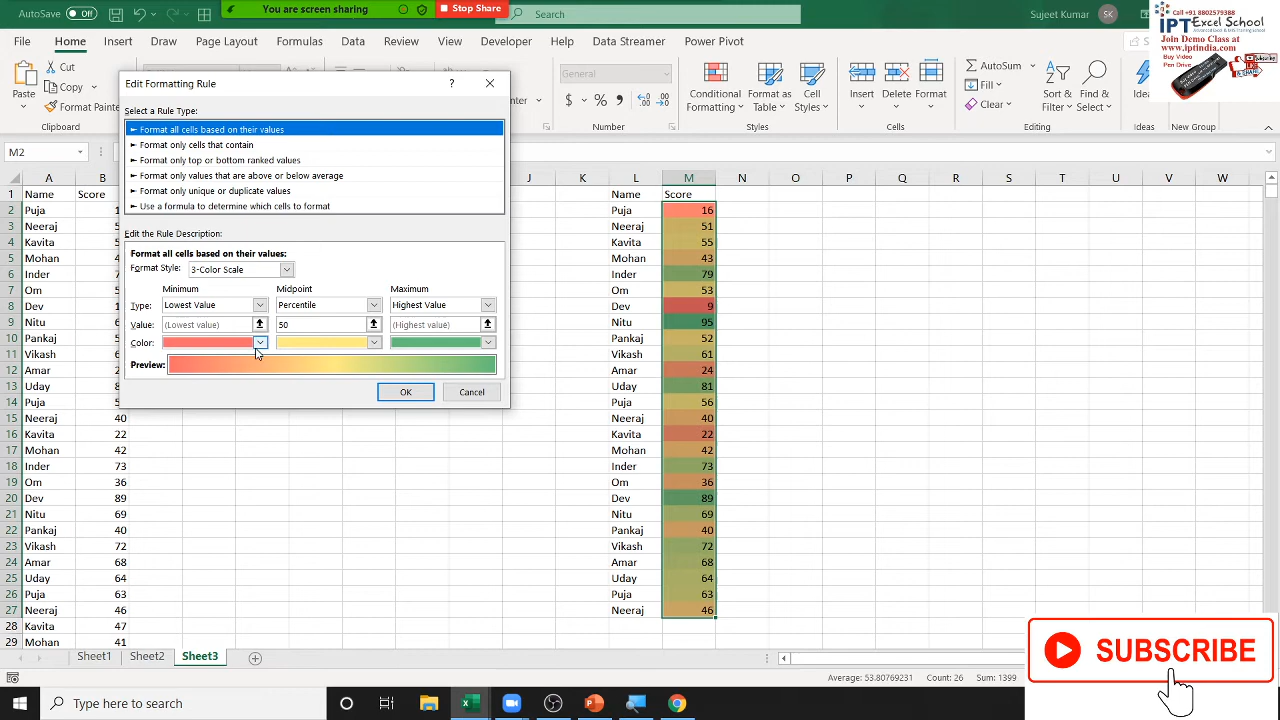 AutoSave Off
You are screen sharing
Stop Share
Search
Sujeet Kumar SK
File Home Insert Draw Page Layout Formulas Data Review View Developer Help Data Streamer Power Pivot
Paste
Cut
Copy
Format Painter
Clipboard
General
$ % ,
Number
Conditional Formatting
Format as Table
Cell Styles
Styles
Insert Delete Format
Cells
AutoSum
Fill
Clear
Sort & Filter
Find & Select
Editing
Ideas
New Group
Call +91 8802579388
IPT Excel School
Advanced Excel & MIS Training School
Join Demo Class at
www.iptindia.com
Buy Video
Pen Drive
M2
Edit Formatting Rule ?
Select a Rule Type:
► Format all cells based on their values
► Format only cells that contain
► Format only top or bottom ranked values
► Format only values that are above or below average
► Format only unique or duplicate values
► Use a formula to determine which cells to format
Edit the Rule Description:
Format all cells based on their values:
Format Style: 3-Color Scale
Minimum Midpoint Maximum
Type: Lowest Value Percentile Highest Value
Value: (Lowest value) 50 (Highest value)
Color:
Preview:
OK Cancel
A B J K L M N O P Q R S T U V W
1 Name Score Name Score
2 Puja Puja 16
3 Neeraj Neeraj 51
4 Kavita Kavita 55
5 Mohan Mohan 43
6 Inder Inder 79
7 Om Om 53
8 Dev Dev 9
9 Nitu Nitu 95
10 Pankaj Pankaj 52
11 Vikash Vikash 61
12 Amar Amar 24
13 Uday Uday 81
14 Puja Puja 56
15 Neeraj 40 Neeraj 40
16 Kavita 22 Kavita 22
17 Mohan 42 Mohan 42
18 Inder 73 Inder 73
19 Om 36 Om 36
20 Dev 89 Dev 89
21 Nitu 69 Nitu 69
22 Pankaj 40 Pankaj 40
23 Vikash 72 Vikash 72
24 Amar 68 Amar 68
25 Uday 64 Uday 64
26 Puja 63 Puja 63
27 Neeraj 46 Neeraj 46
28 Kavita 47
29 Mohan 41
Sheet1 Sheet2 Sheet3
Average: 53.80769231 Count: 26 Sum: 1399
SUBSCRIBE
Type here to search